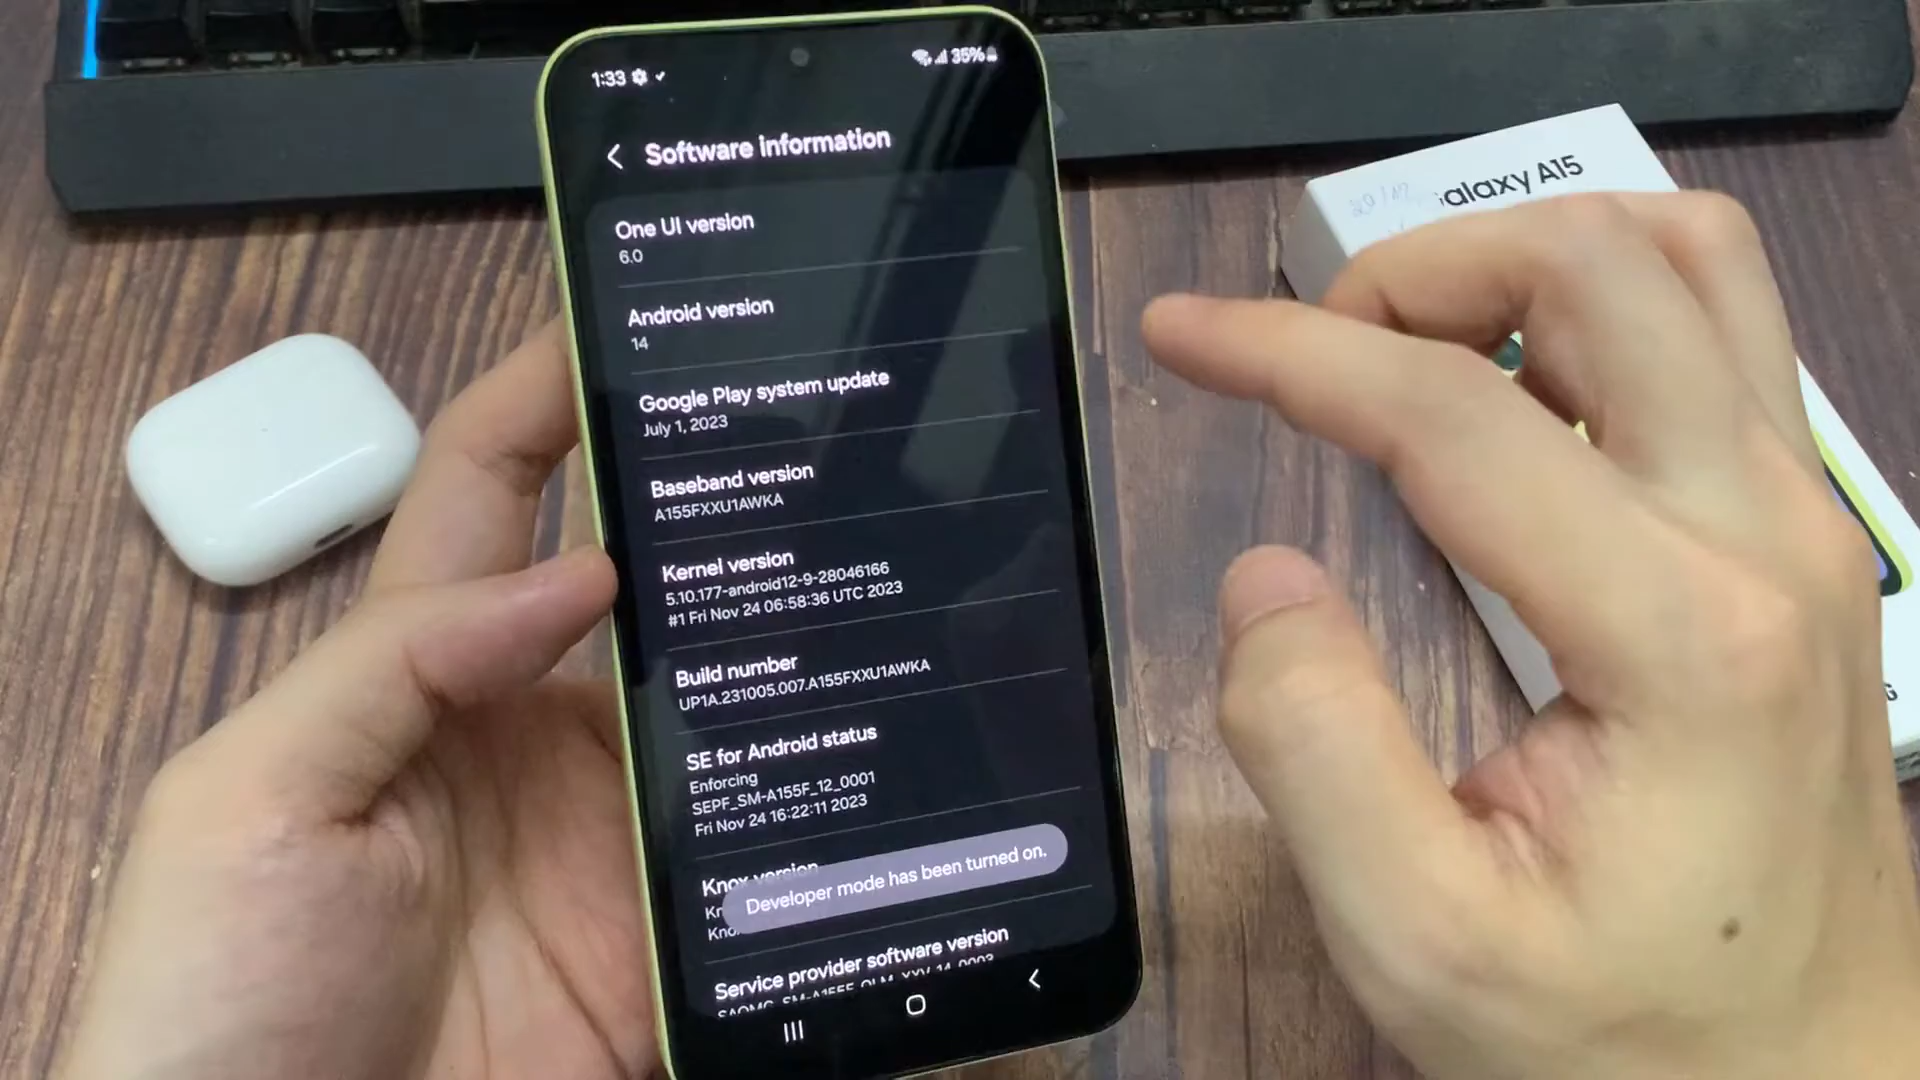 1:33
35%
Software information
One UI version
6.0
Android version
14
Google Play system update
July 1, 2023
Baseband version
A155FXXU1AWKA
Kernel version
5.10.177-android12-9-28046166
#1 Fri Nov 24 06:58:36 UTC 2023
Build number
UP1A.231005.007.A155FXXU1AWKA
SE for Android status
Enforcing
SEPF_SM-A155F_12_0001
Fri Nov 24 16:22:11 2023
Knox version
Developer mode has been turned on.
Service provider software version
alaxy A15